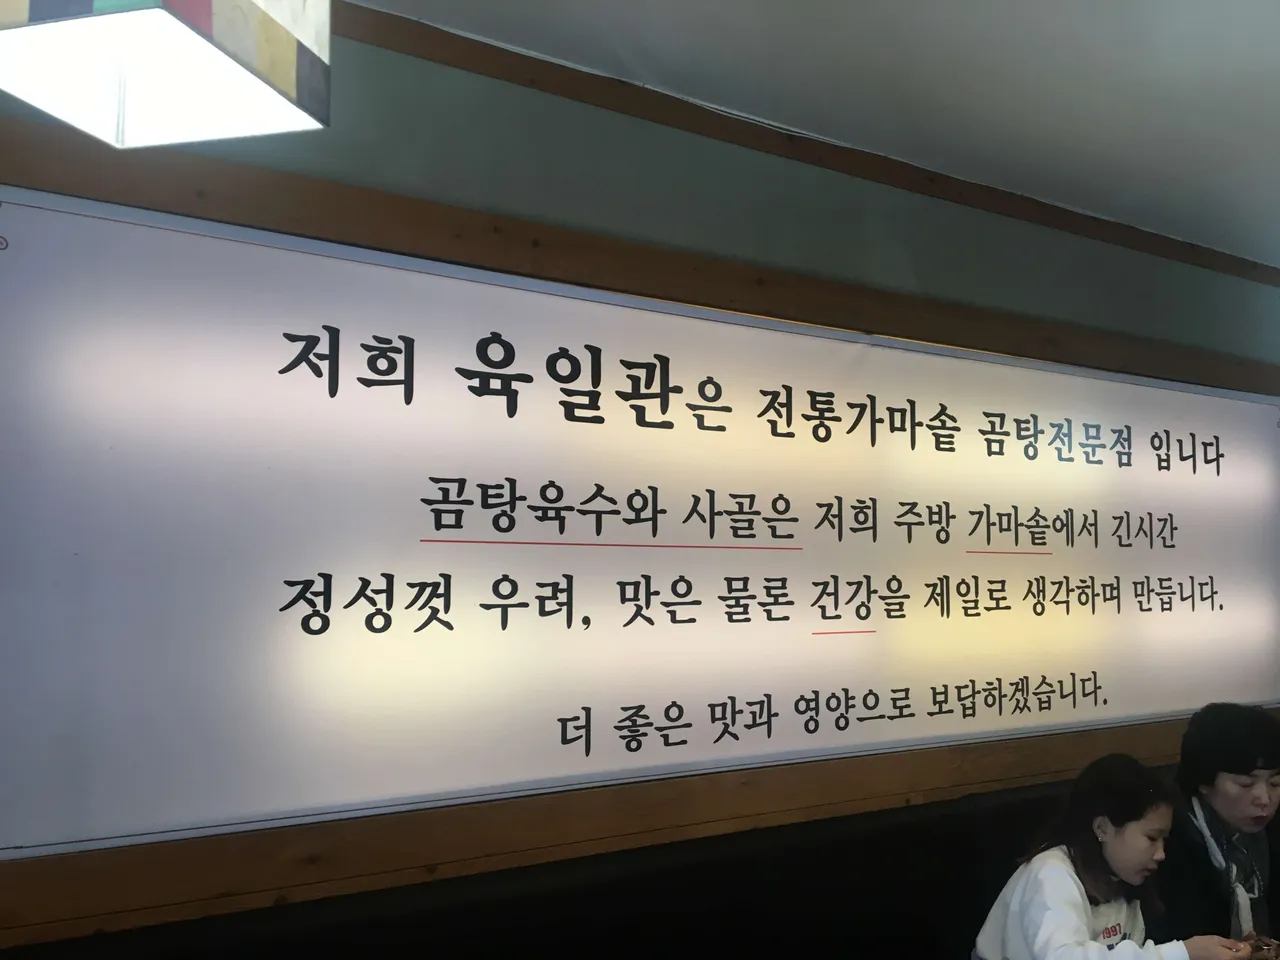 저희 육일관은 전통가마솥 곰탕전문점 입니다
곰탕육수와 사골은 저희 주방 가마솥에서 긴시간
정성껏 우려, 맛은 물론 건강을 제일로 생각하며 만듭니다.
더 좋은 맛과 영양으로 보답하겠습니다.
1997